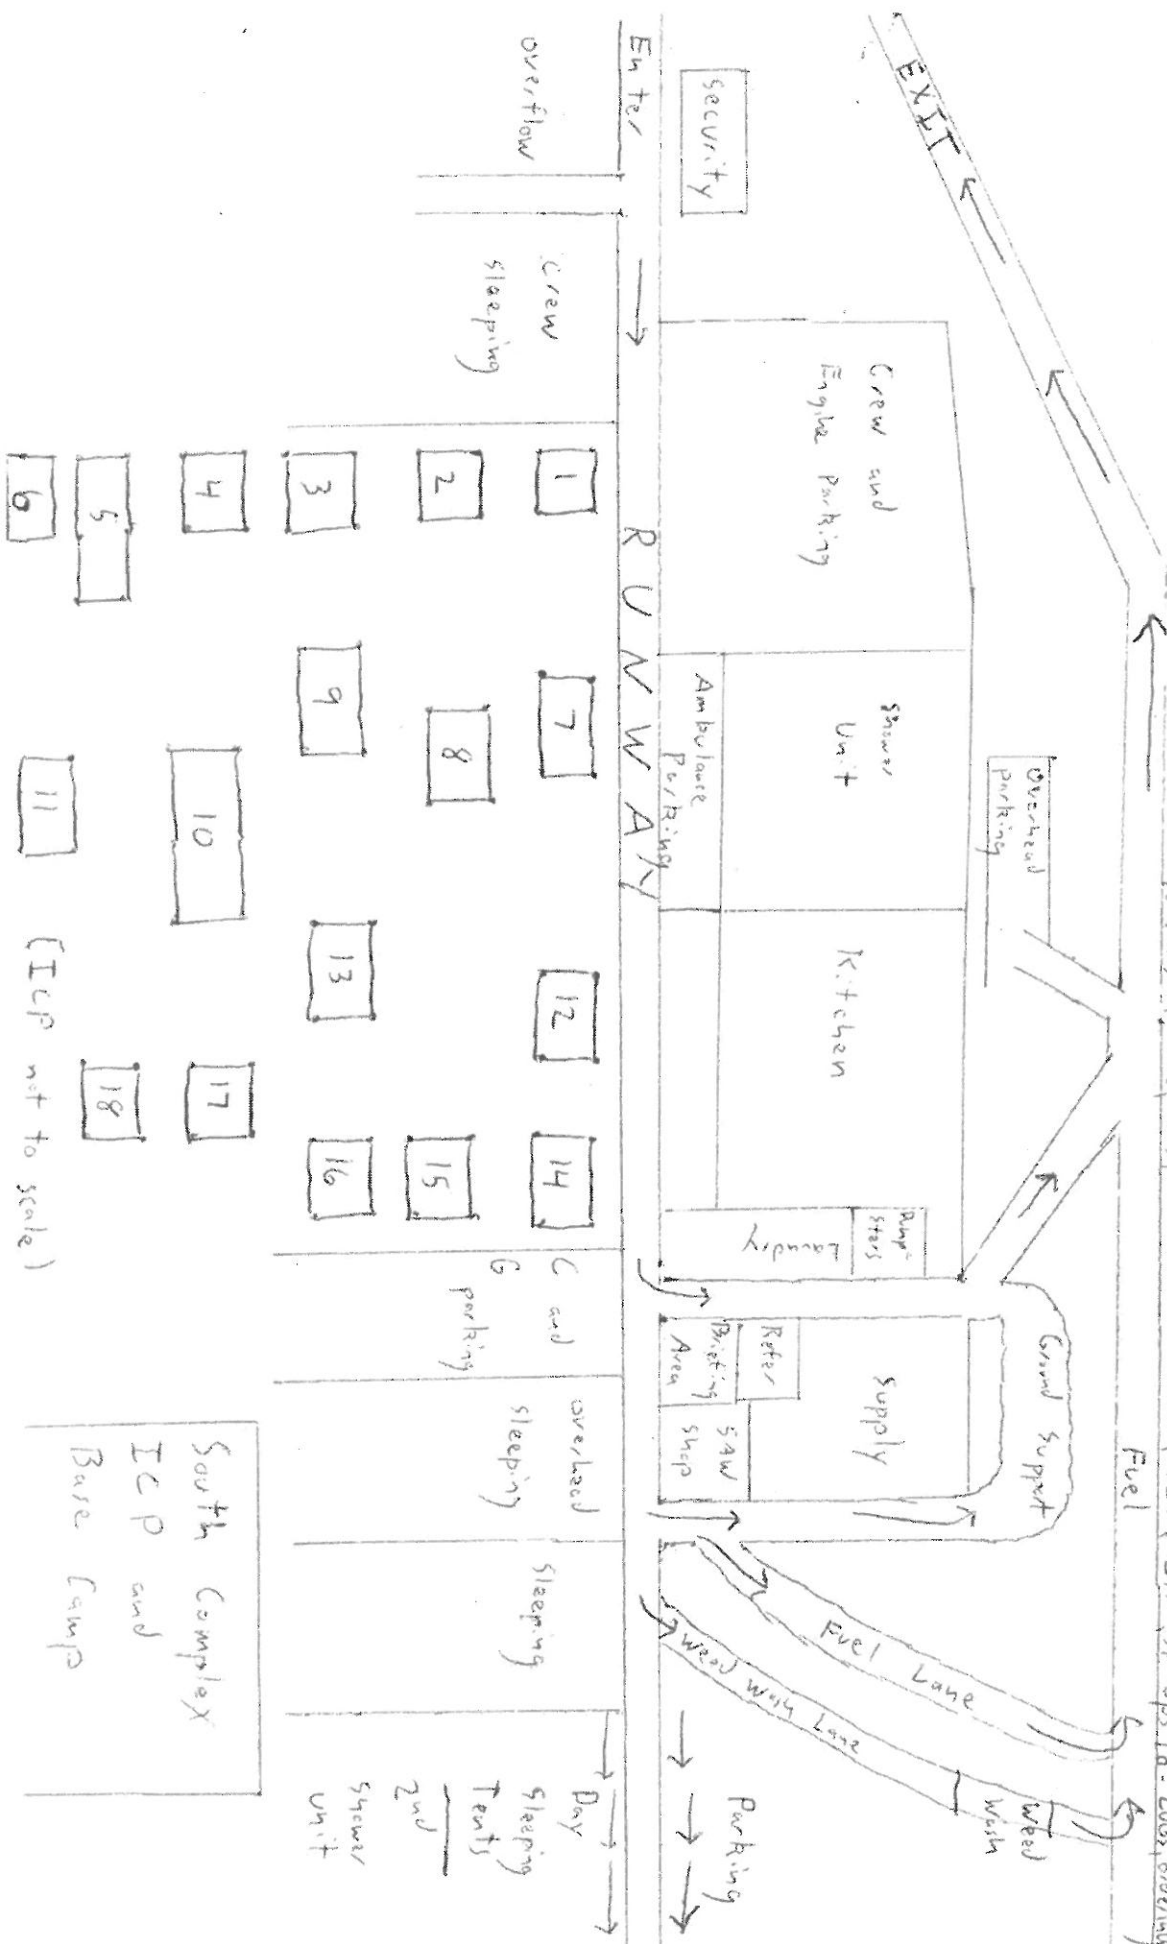 Fuel
EXIT
Overhead
parking
Ground Support
Weed
Wash
Fuel Lane
Weed Wash Lane
Crew and
Engine Parking
Shower
Unit
Kitchen
Supply
Laundry
Refer
Briefing
Area
SAW
Shop
Security
Ambulance
Parking
Parking
Enter
RUNWAY
overflow
Crew
sleeping
1
2
3
4
5
6
7
8
9
10
11
12
13
14
15
16
17
18
C and
G
parking
overhead
sleeping
sleeping
Day
Sleeping
Tents
2nd
Shower
unit
(ICP not to scale)
South Complex
ICP and
Base Camp